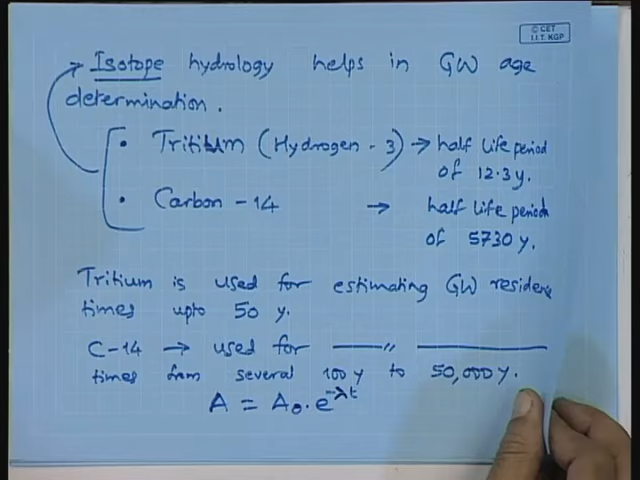 © CET
I.I.T. KGP
Isotope hydrology helps in GW age
determination.
• Tritium (Hydrogen - 3) → half life period
of 12.3 y.
• Carbon - 14 → half life period
of 5730 y.
Tritium is used for estimating GW residence
times upto 50 y.
C-14 → used for —— " ——
times from several 100 y to 50,000 y.
A = A₀. e^-λt